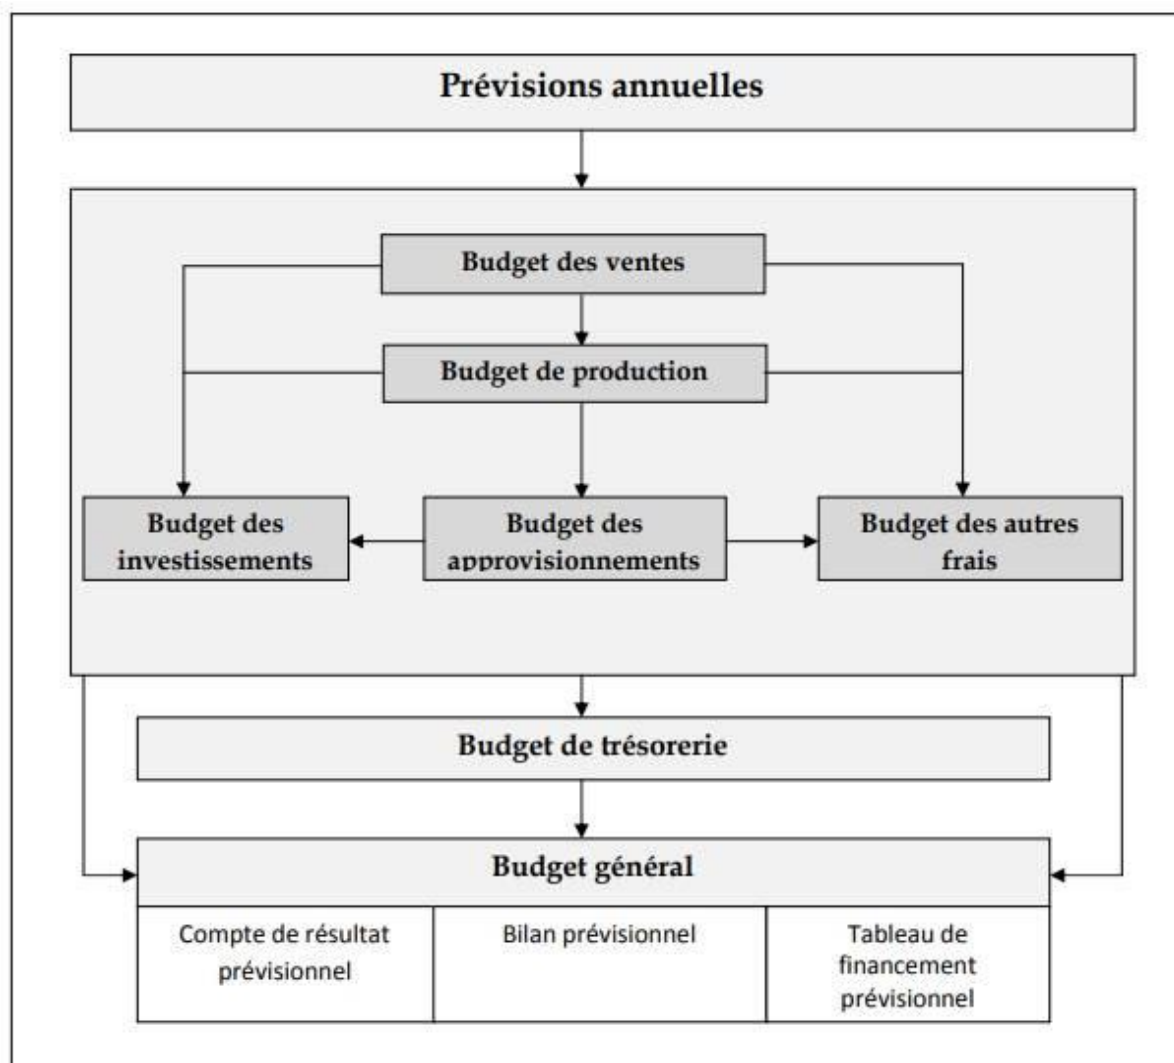 Prévisions annuelles
Budget des ventes
Budget de production
Budget des
investissements
Budget des
approvisionnements
Budget des autres
frais
Budget de trésorerie
Budget général
Compte de résultat
prévisionnel
Bilan prévisionnel
Tableau de
financement
prévisionnel